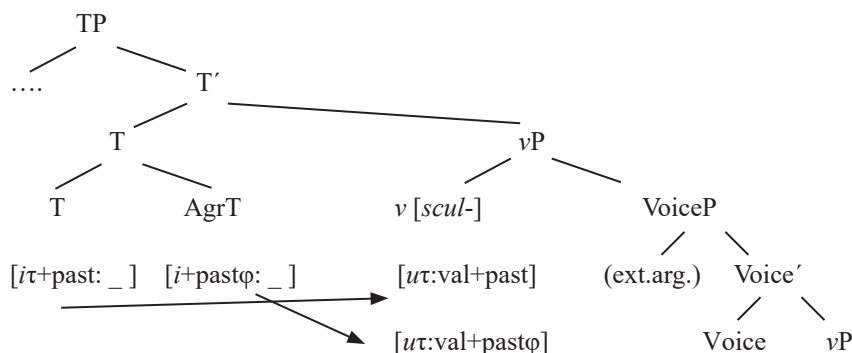 TP
…. T´
T vP
T AgrT v [scul-] VoiceP
[iτ+past: _ ] [i+pastφ: _ ] [uτ:val+past] (ext.arg.) Voice´
[uτ:val+pastφ] Voice vP